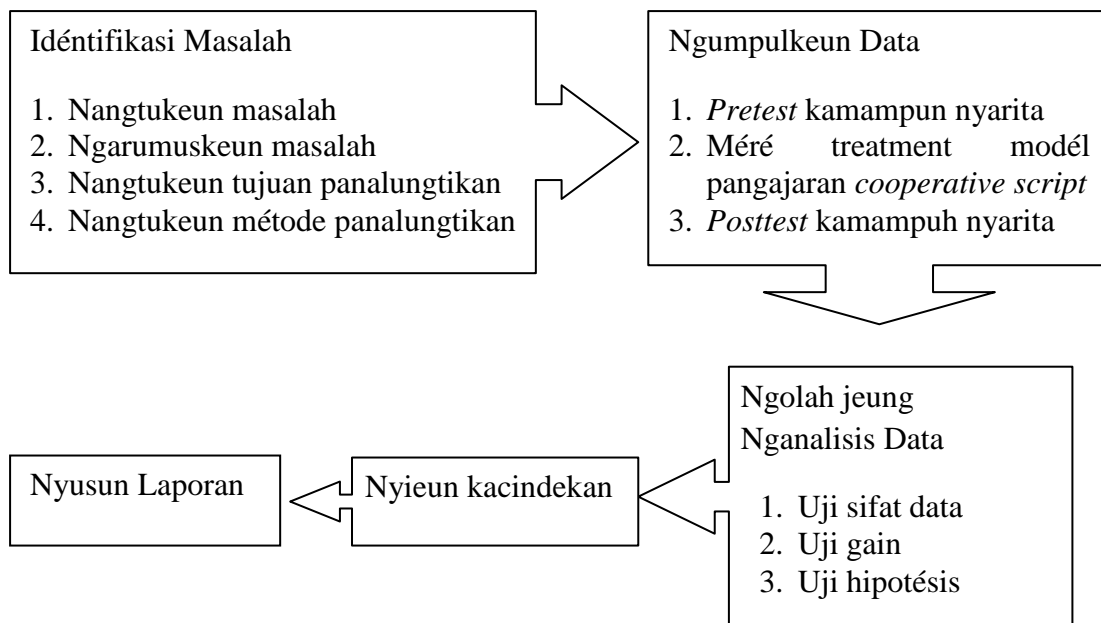 Idéntifikasi Masalah
1. Nangtukeun masalah
2. Ngarumuskeun masalah
3. Nangtukeun tujuan panalungtikan
4. Nangtukeun métode panalungtikan
Ngumpulkeun Data
1. Pretest kamampun nyarita
2. Méré treatment modél
pangajaran cooperative script
3. Posttest kamampuh nyarita
Ngolah jeung
Nganalisis Data
1. Uji sifat data
2. Uji gain
3. Uji hipotésis
Nyieun kacindekan
Nyusun Laporan